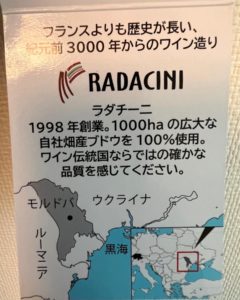 フランスよりも歴史が長い、
紀元前3000年からのワイン造り
RADACINI
ラダチーニ
1998年創業。1000haの広大な
自社畑産ブドウを100%使用。
ワイン伝統国ならではの確かな
品質を感じてください。
モルドバ
ウクライナ
ルーマニア
黒海